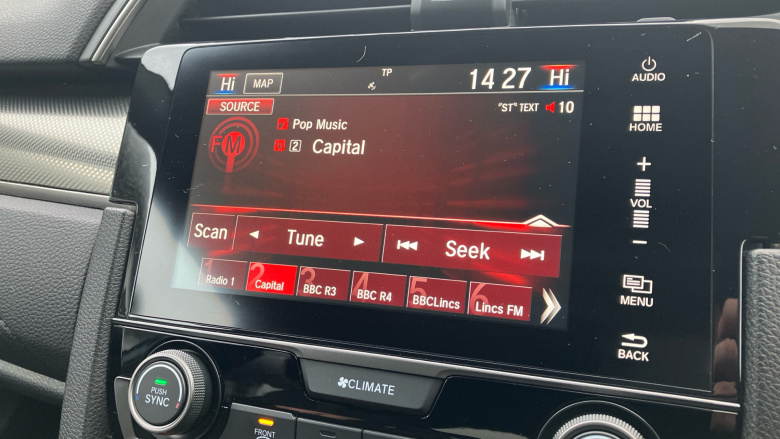 Hi MAP TP 14 27 Hi
SOURCE "ST" TEXT 10
FM Pop Music
2 Capital
Scan Tune Seek
1 Radio 1 2 Capital 3 BBC R3 4 BBC R4 5 BBCLincs 6 Lincs FM
AUDIO
HOME
+
VOL
−
MENU
BACK
CLIMATE
PUSH
SYNC
FRONT